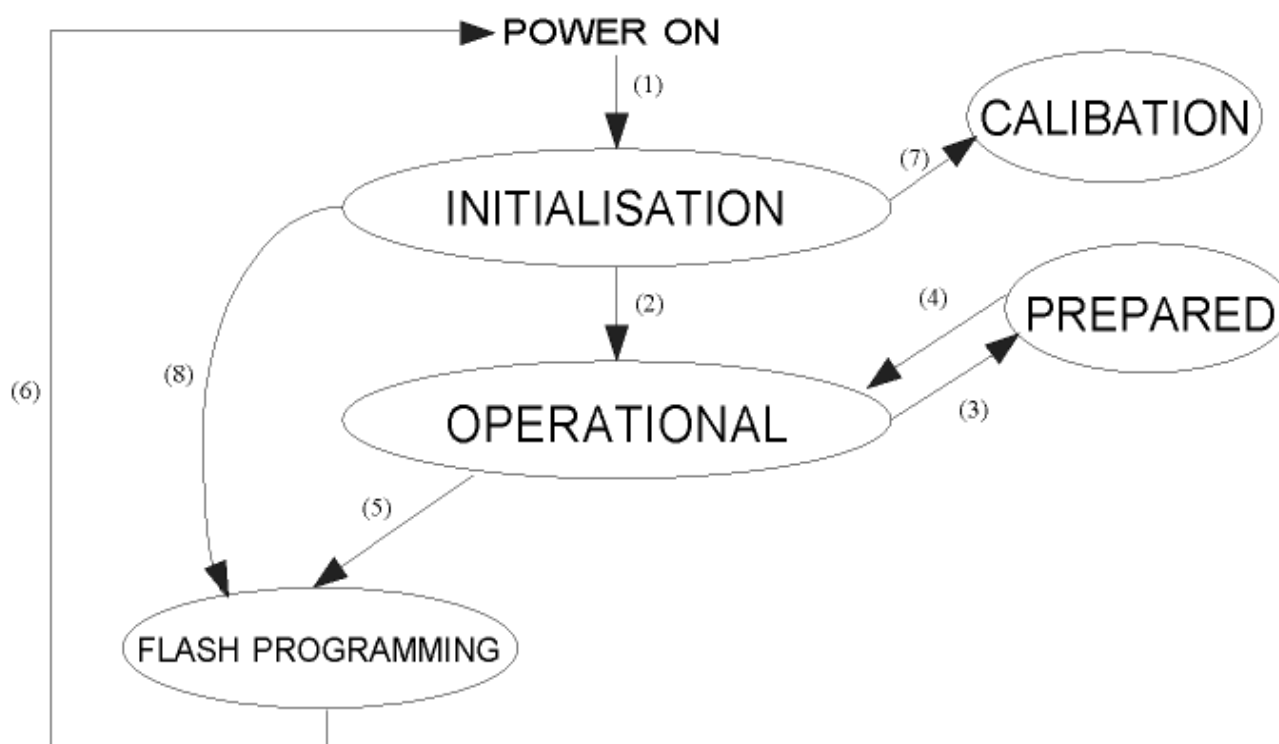 POWER ON
(1)
CALIBATION
(7)
INITIALISATION
(2)
(4)
PREPARED
(8)
(6)
(3)
OPERATIONAL
(5)
FLASH PROGRAMMING